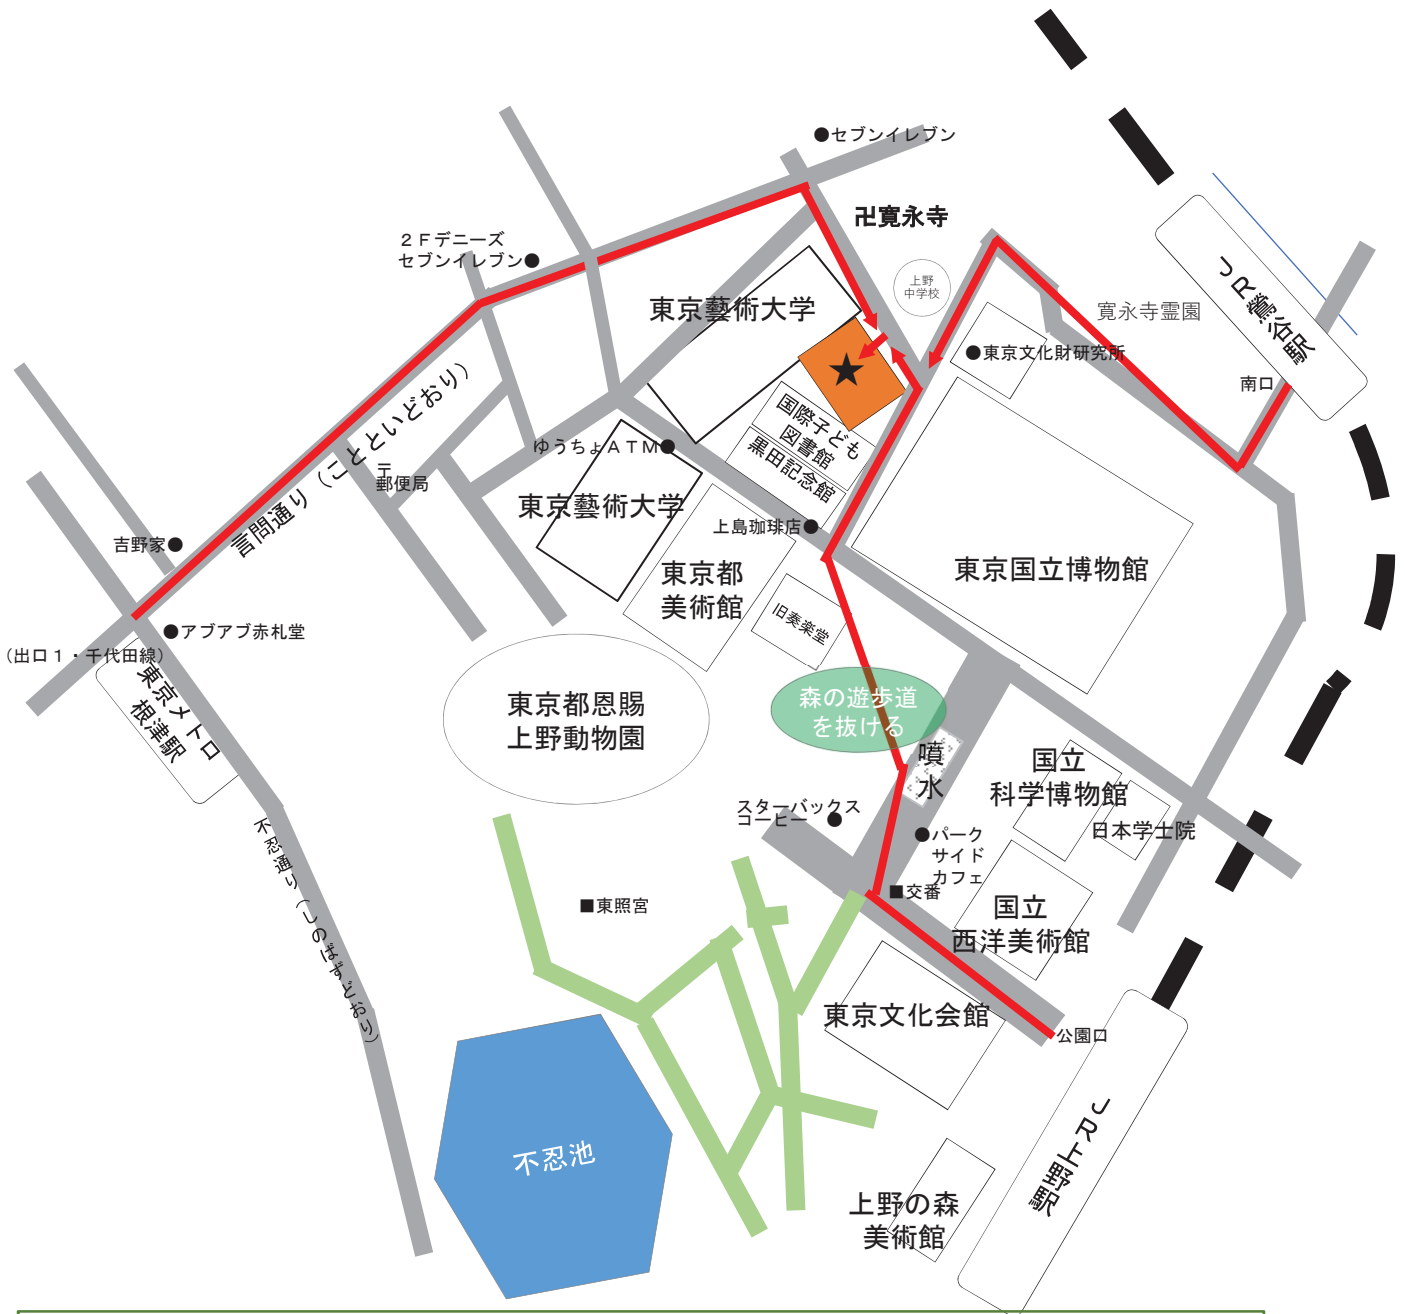 セブンイレブン
卍寛永寺
２Ｆデニーズ
セブンイレブン
上野
中学校
東京藝術大学
寛永寺霊園
ＪＲ鶯谷駅
南口
東京文化財研究所
★
国際子ども
図書館
黒田記念館
言問通り（ことといどおり）
〒
郵便局
ゆうちょＡＴＭ
東京藝術大学
上島珈琲店
吉野家
東京都
美術館
東京国立博物館
旧奏楽堂
アブアブ赤札堂
（出口１・千代田線）
東京メトロ
根津駅
東京都恩賜
上野動物園
森の遊歩道
を抜ける
噴
水
国立
科学博物館
日本学士院
スターバックス
コーヒー
パーク
サイド
カフェ
交番
不忍通り（しのばずどおり）
東照宮
国立
西洋美術館
東京文化会館
公園口
ＪＲ上野駅
不忍池
上野の森
美術館